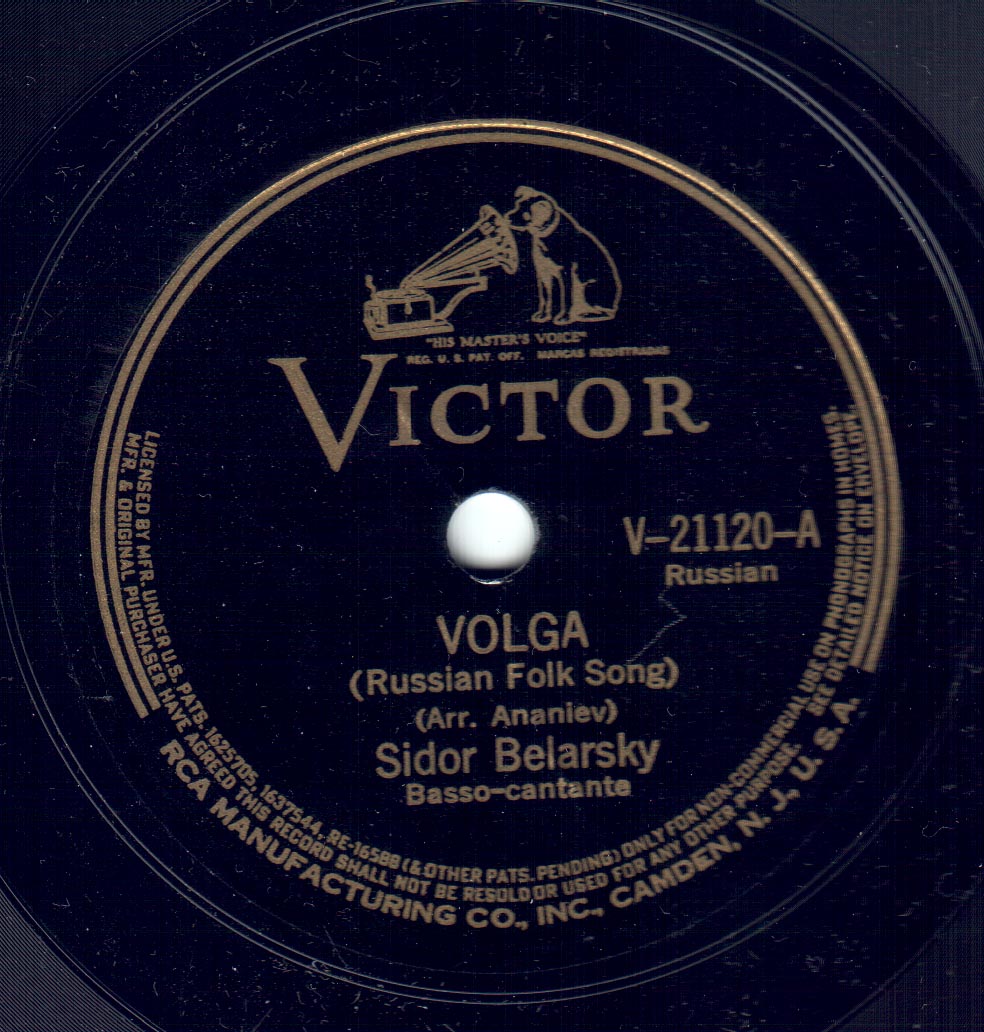 "HIS MASTER'S VOICE"
REG. U. S. PAT. OFF. MARCAS REGISTRADAS
VICTOR
V-21120-A
Russian
VOLGA
(Russian Folk Song)
(Arr. Ananiev)
Sidor Belarsky
Basso-cantante
LICENSED BY MFR. UNDER U.S. PATS. 1625705, 1637544, RE-16588 (& OTHER PATS. PENDING) ONLY FOR NON-COMMERCIAL USE ON PHONOGRAPHS IN HOMES.
MFR. & ORIGINAL PURCHASER HAVE AGREED THIS RECORD SHALL NOT BE RESOLD OR USED FOR ANY OTHER PURPOSE. SEE DETAILED NOTICE ON ENVELOPE.
RCA MANUFACTURING CO., INC., CAMDEN, N. J., U. S. A.